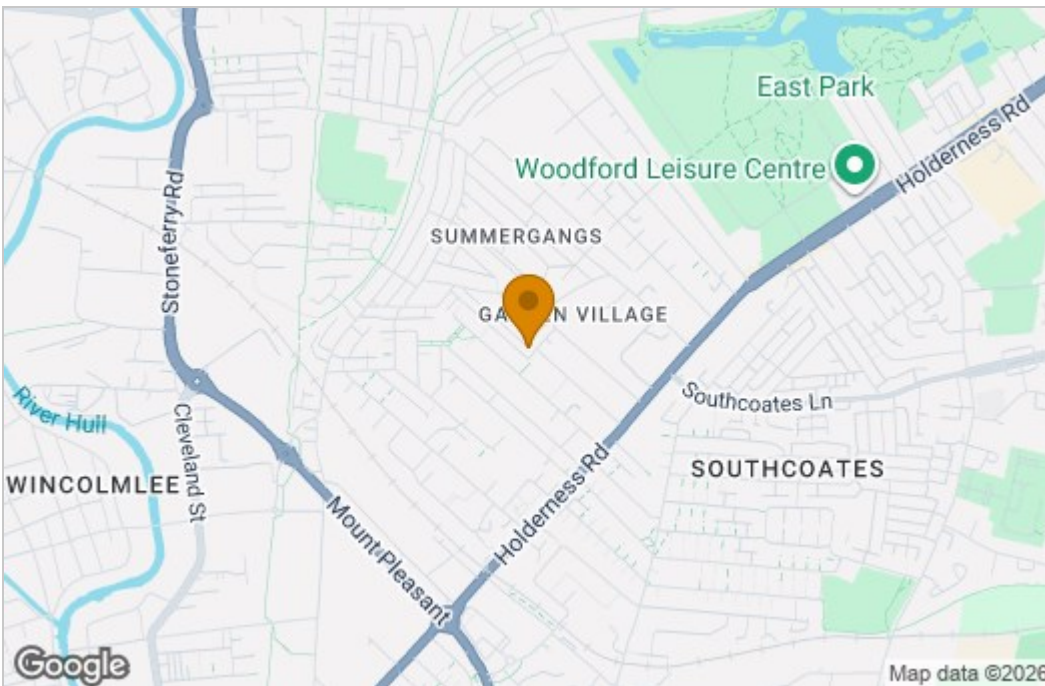 East Park
Holderness Rd
Woodford Leisure Centre
Stoneferry Rd
SUMMERGANGS
GARDEN VILLAGE
Southcoates Ln
River Hull
Cleveland St
WINCOLMLEE
SOUTHCOATES
Holderness Rd
Mount Pleasant
Google
Map data ©2026